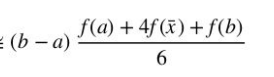 (b − a) f(a) + 4f(x̄) + f(b) / 6